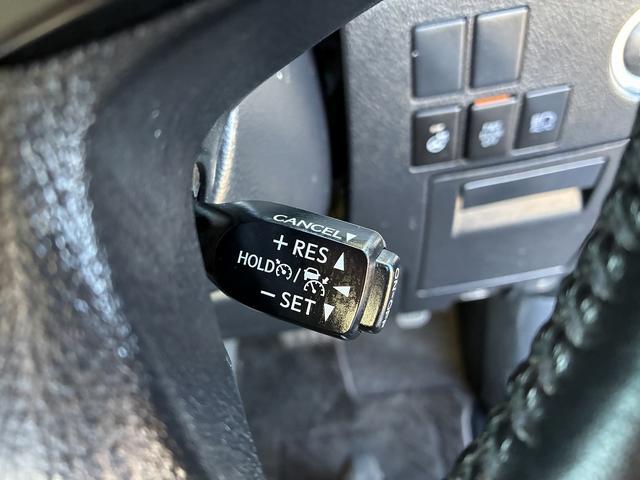 CANCEL▼
+ RES ▲
HOLD / ◀
− SET ▼